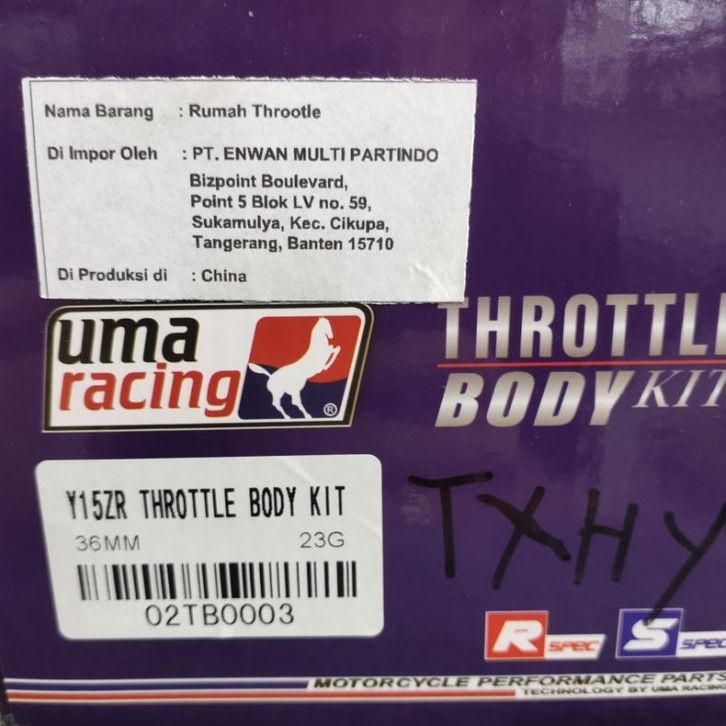 Nama Barang : Rumah Throotle
Di Impor Oleh : PT. ENWAN MULTI PARTINDO
Bizpoint Boulevard,
Point 5 Blok LV no. 59,
Sukamulya, Kec. Cikupa,
Tangerang, Banten 15710
Di Produksi di : China
uma
racing
®
THROTTL
BODY KIT
Y15ZR THROTTLE BODY KIT
36MM 23G
02TB0003
TXHY
R SPEC S SPEC
MOTORCYCLE PERFORMANCE PARTS
TECHNOLOGY BY UMA RACING